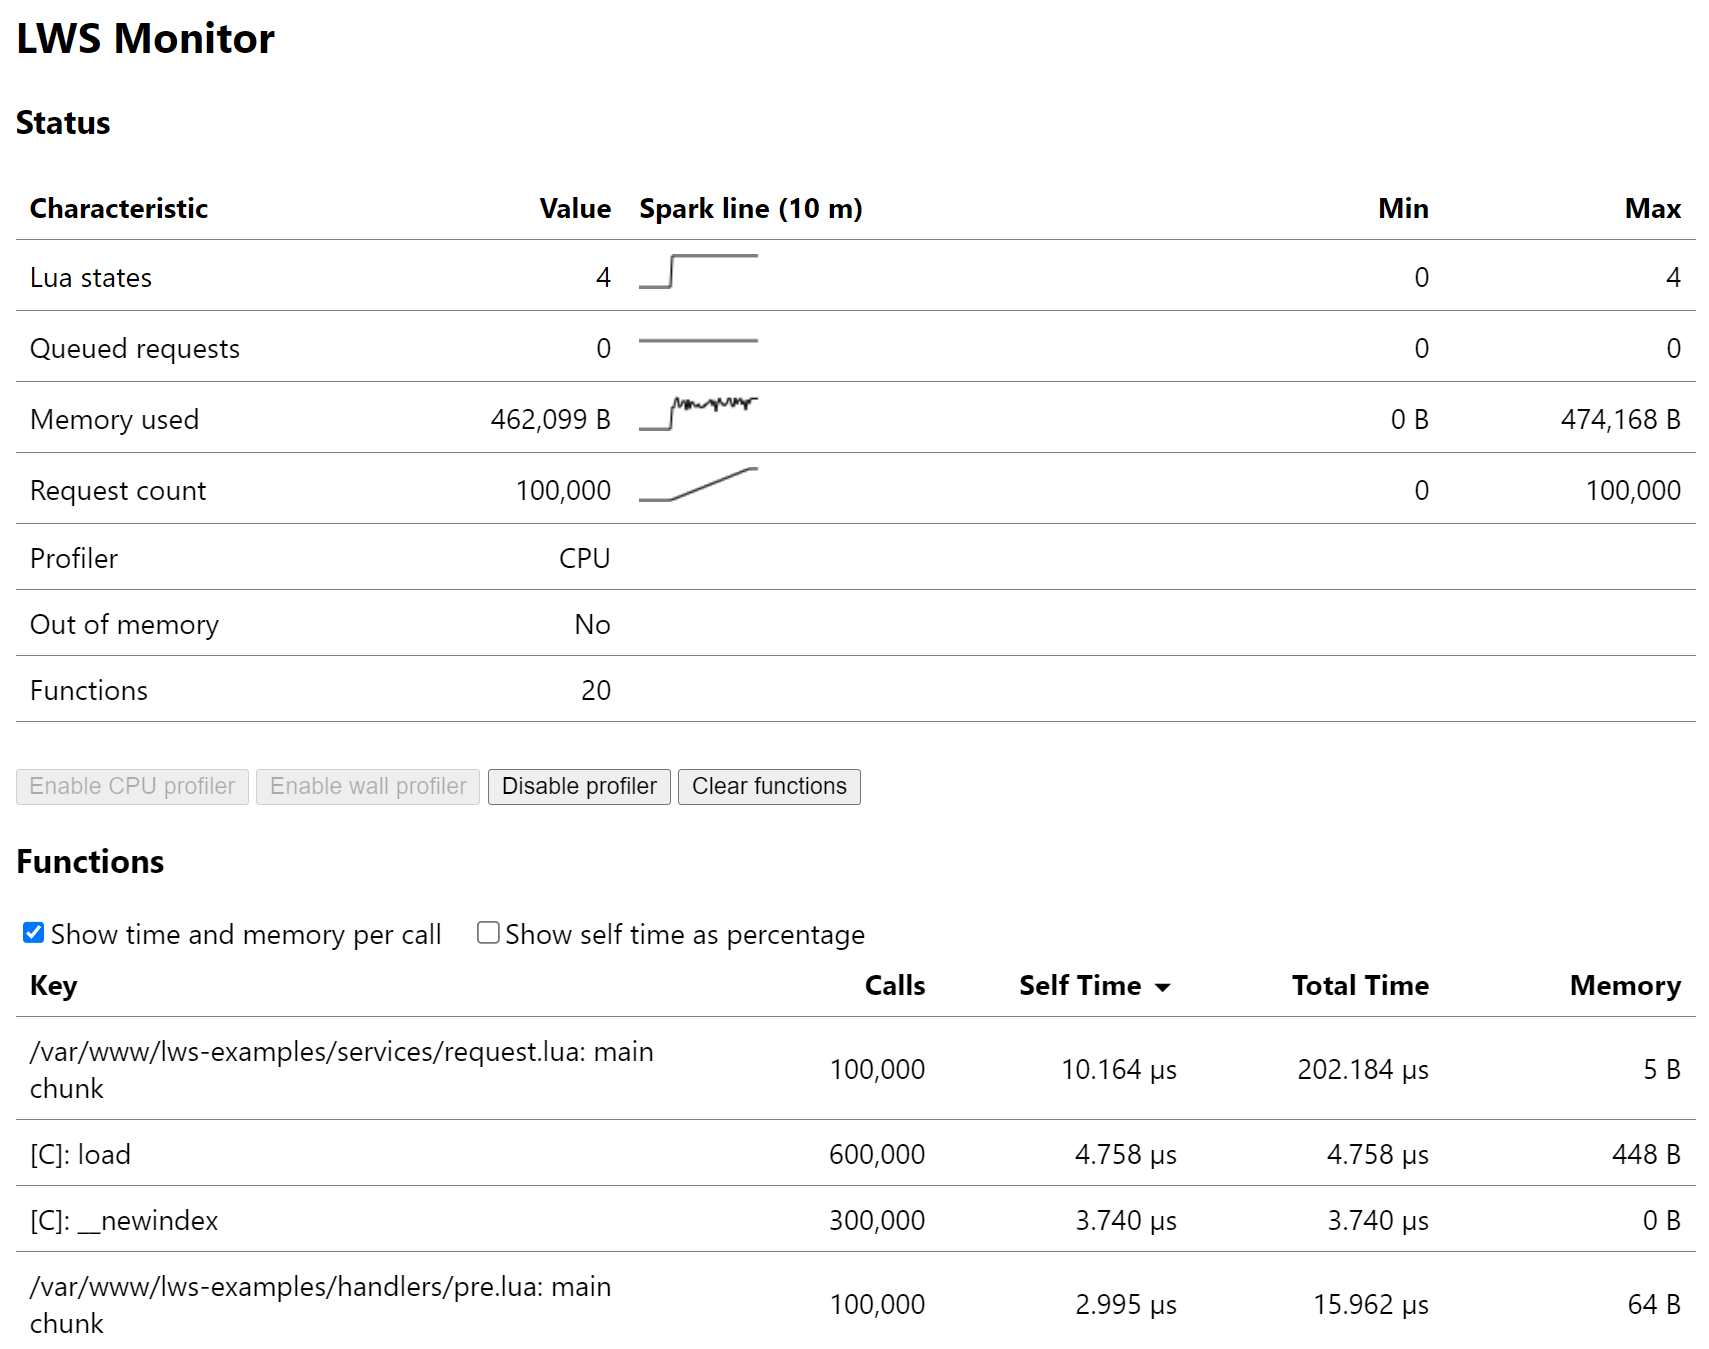 LWS Monitor
Status
Characteristic Value Spark line (10 m) Min Max
Lua states 4 0 4
Queued requests 0 0 0
Memory used 462,099 B 0 B 474,168 B
Request count 100,000 0 100,000
Profiler CPU
Out of memory No
Functions 20
Enable CPU profiler Enable wall profiler Disable profiler Clear functions
Functions
Show time and memory per call Show self time as percentage
Key Calls Self Time Total Time Memory
/var/www/lws-examples/services/request.lua: main
chunk 100,000 10.164 µs 202.184 µs 5 B
[C]: load 600,000 4.758 µs 4.758 µs 448 B
[C]: __newindex 300,000 3.740 µs 3.740 µs 0 B
/var/www/lws-examples/handlers/pre.lua: main
chunk 100,000 2.995 µs 15.962 µs 64 B